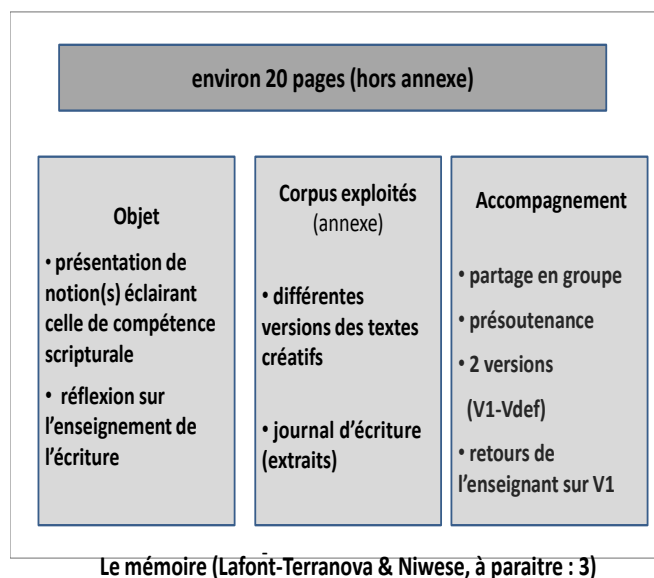 environ 20 pages (hors annexe)
Objet
• présentation de
notion(s) éclairant
celle de compétence
scripturale
• réflexion sur
l’enseignement de
l’écriture
Corpus exploités
(annexe)
• différentes
versions des textes
créatifs
• journal d’écriture
(extraits)
Accompagnement
• partage en groupe
• présoutenance
• 2 versions
(V1-Vdef)
• retours de
l’enseignant sur V1
Le mémoire (Lafont-Terranova & Niwese, à paraitre : 3)